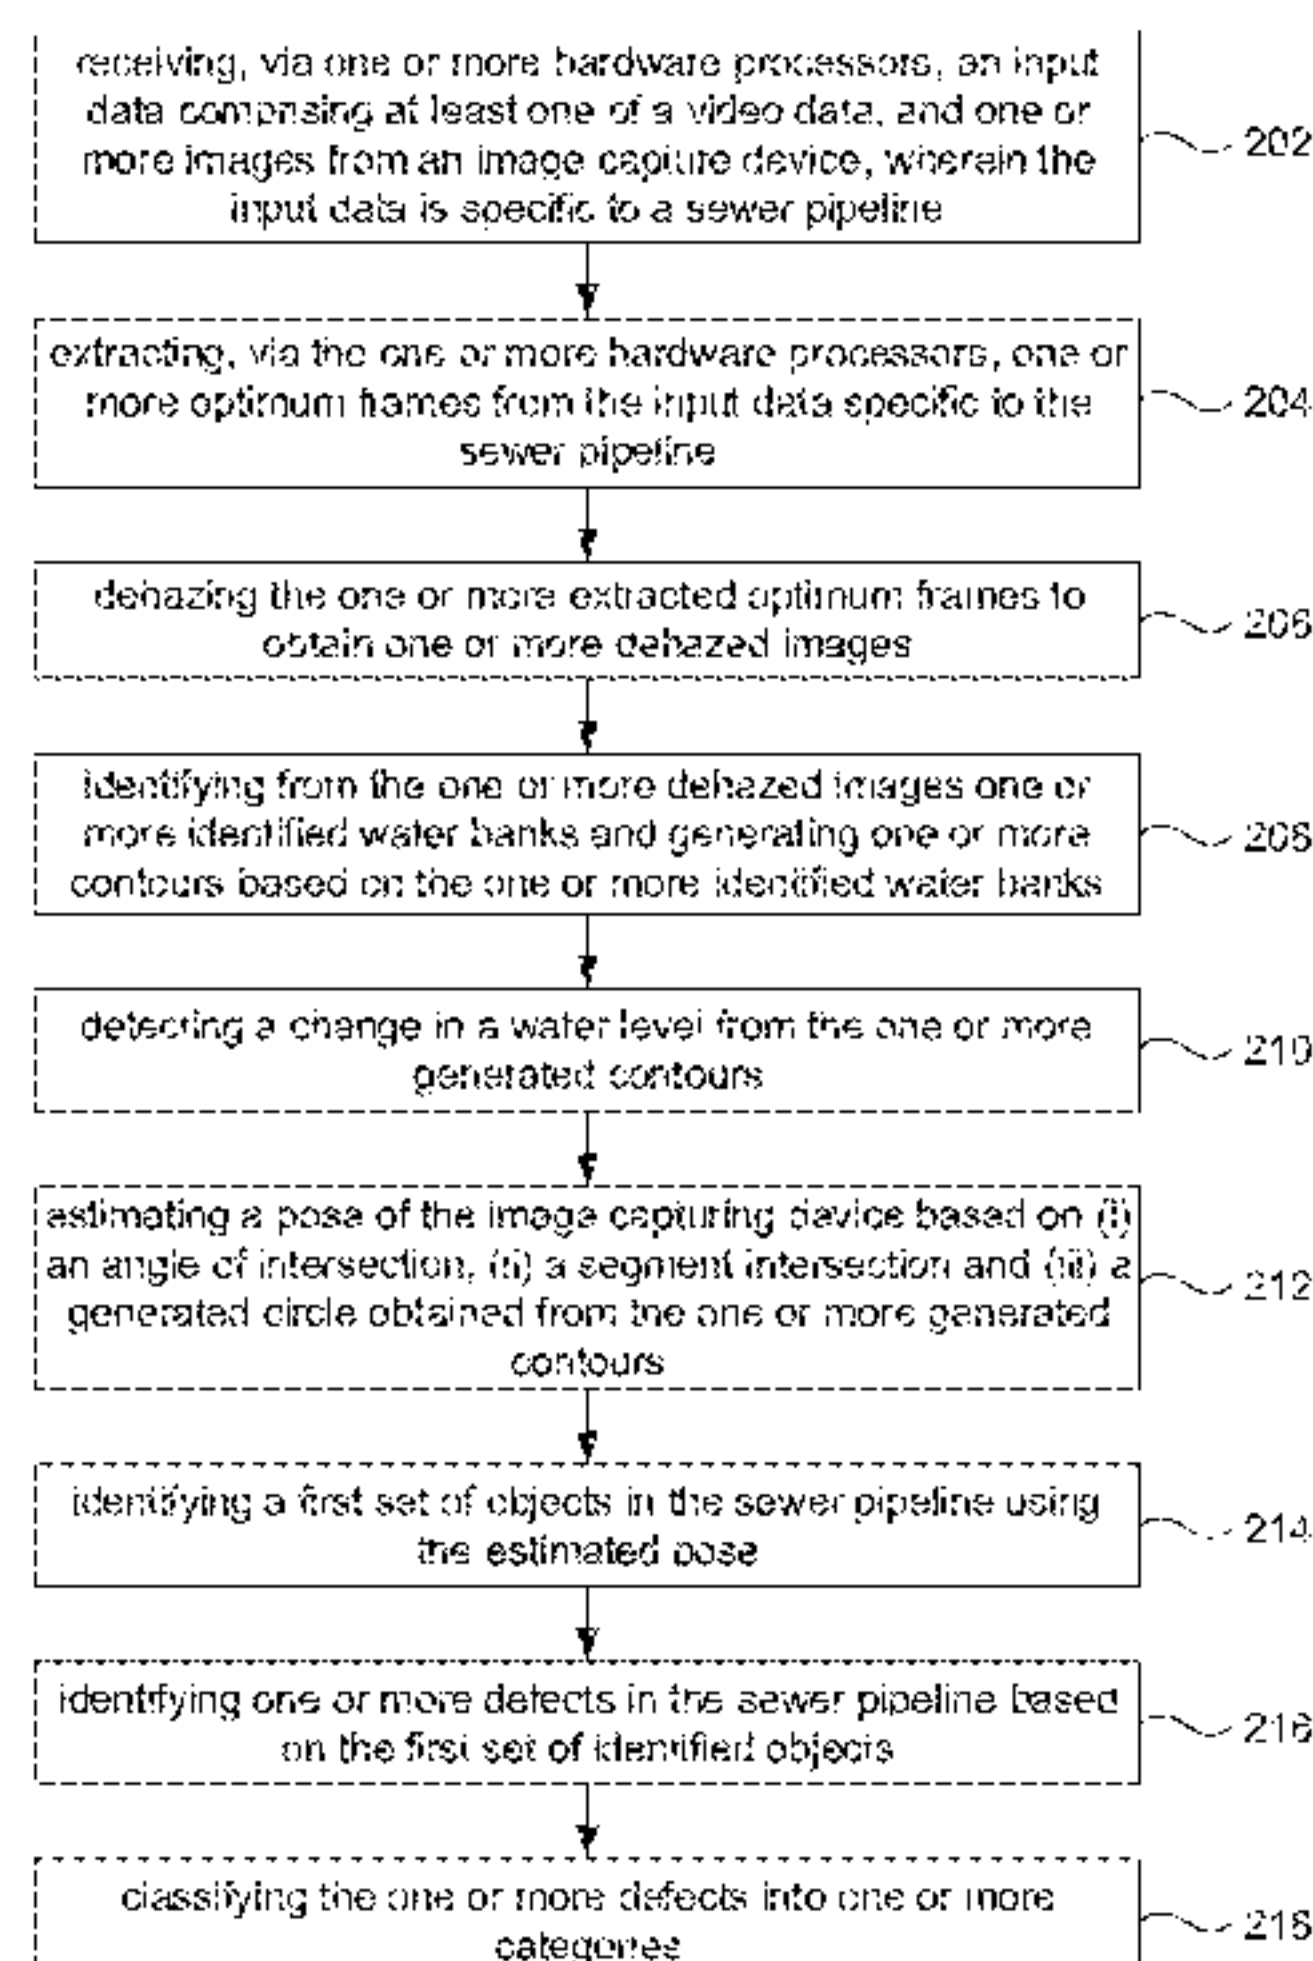 receiving, via one or more hardware processors, an input
data comprising at least one of a video data, and one or
more images from an image capture device, wherein the
input data is specific to a sewer pipeline
202
extracting, via the one or more hardware processors, one or
more optimum frames from the input data specific to the
sewer pipeline
204
dehazing the one or more extracted optimum frames to
obtain one or more dehazed images
206
identifying from the one or more dehazed images one or
more identified water banks and generating one or more
contours based on the one or more identified water banks
208
detecting a change in a water level from the one or more
generated contours
210
estimating a pose of the image capturing device based on (i)
an angle of intersection, (ii) a segment intersection and (iii) a
generated circle obtained from the one or more generated
contours
212
identifying a first set of objects in the sewer pipeline using
the estimated pose
214
identifying one or more defects in the sewer pipeline based
on the first set of identified objects
216
classifying the one or more defects into one or more
categories
218